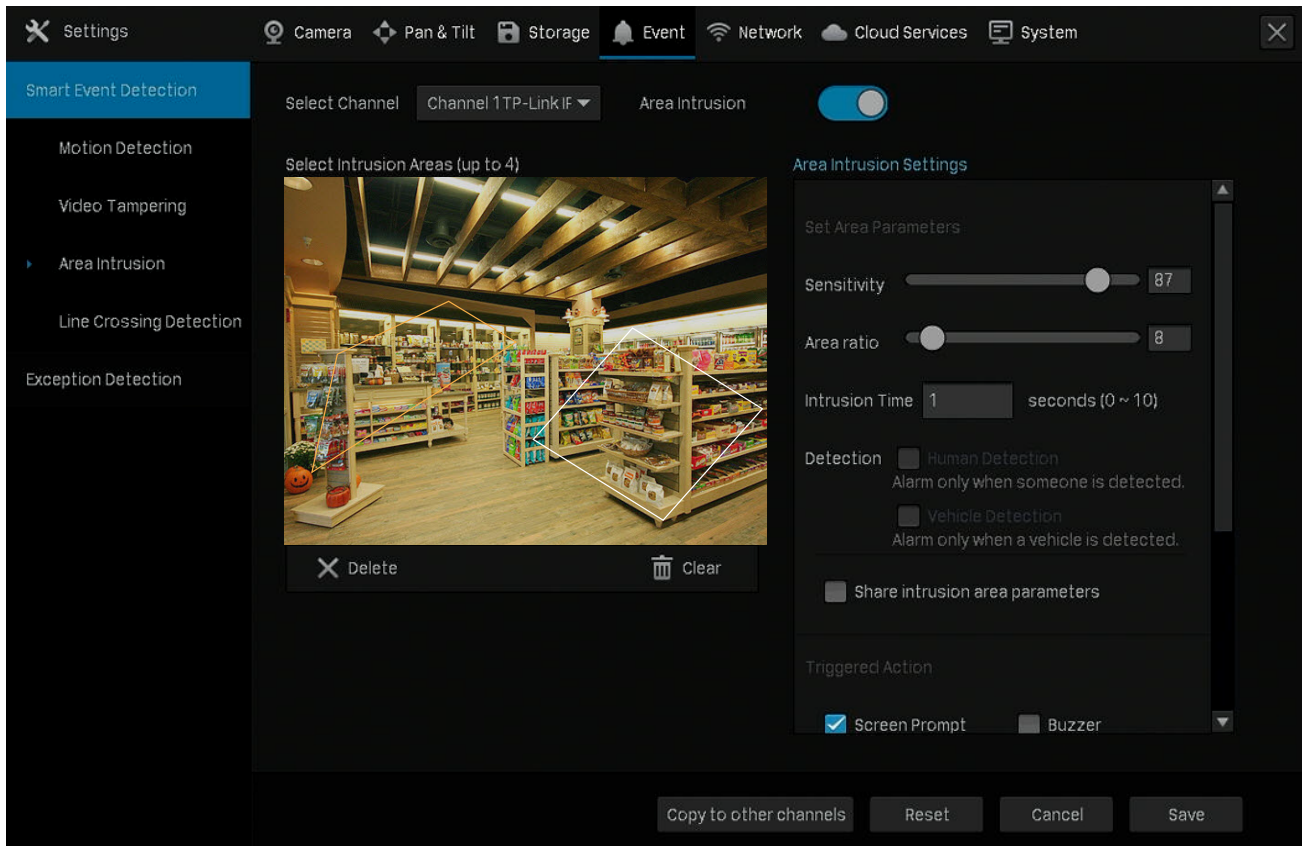 Settings
Camera Pan & Tilt Storage Event Network Cloud Services System
Smart Event Detection
Motion Detection
Video Tampering
Area Intrusion
Line Crossing Detection
Exception Detection
Select Channel Channel 1 TP-Link IF Area Intrusion
Select Intrusion Areas (up to 4)
Delete Clear
Area Intrusion Settings
Set Area Parameters
Sensitivity 87
Area ratio 8
Intrusion Time 1 seconds (0 ~ 10)
Detection Human Detection
Alarm only when someone is detected.
Vehicle Detection
Alarm only when a vehicle is detected.
Share intrusion area parameters
Triggered Action
Screen Prompt Buzzer
Copy to other channels Reset Cancel Save